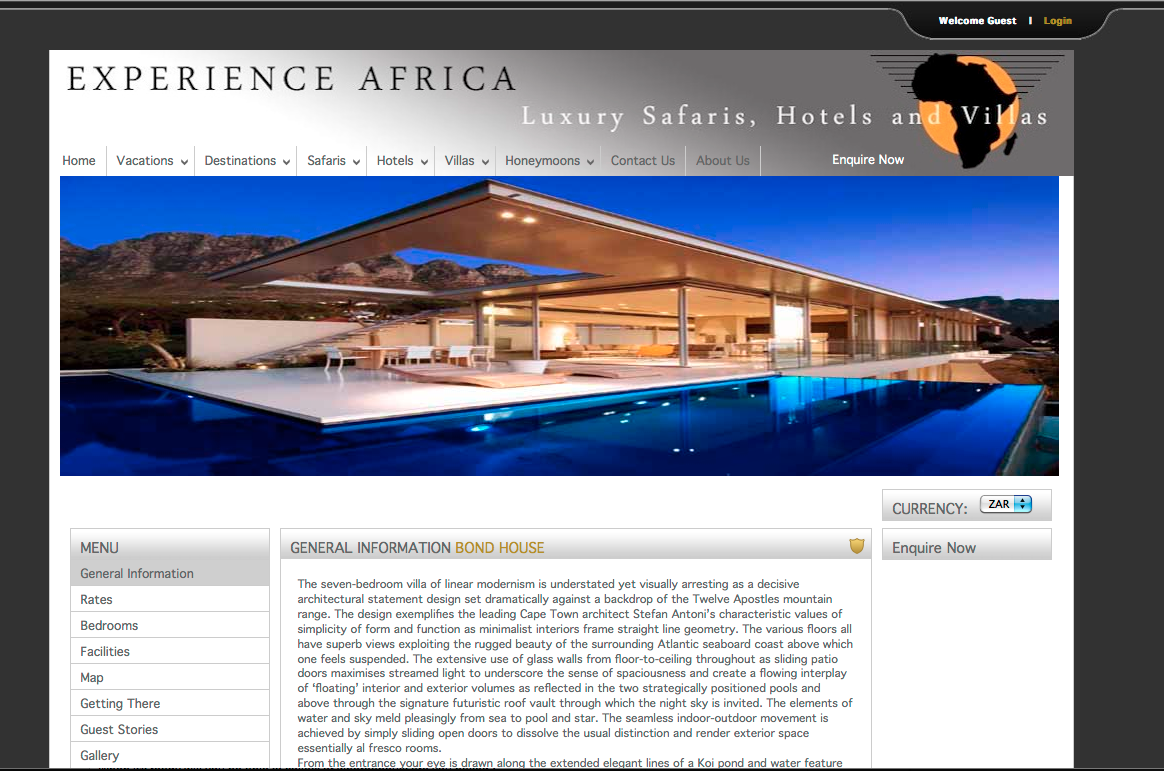 Welcome Guest | Login
EXPERIENCE AFRICA
Luxury Safaris, Hotels and Villas
Home Vacations Destinations Safaris Hotels Villas Honeymoons Contact Us About Us Enquire Now
CURRENCY: ZAR
MENU
General Information
Rates
Bedrooms
Facilities
Map
Getting There
Guest Stories
Gallery
GENERAL INFORMATION BOND HOUSE
The seven-bedroom villa of linear modernism is understated yet visually arresting as a decisive
architectural statement design set dramatically against a backdrop of the Twelve Apostles mountain
range. The design exemplifies the leading Cape Town architect Stefan Antoni's characteristic values of
simplicity of form and function as minimalist interiors frame straight line geometry. The various floors all
have superb views exploiting the rugged beauty of the surrounding Atlantic seaboard coast above which
one feels suspended. The extensive use of glass walls from floor-to-ceiling throughout as sliding patio
doors maximises streamed light to underscore the sense of spaciousness and create a flowing interplay
of ‘floating’ interior and exterior volumes as reflected in the two strategically positioned pools and
above through the signature futuristic roof vault through which the night sky is invited. The elements of
water and sky meld pleasingly from sea to pool and star. The seamless indoor-outdoor movement is
achieved by simply sliding open doors to dissolve the usual distinction and render exterior space
essentially al fresco rooms.
From the entrance your eye is drawn along the extended elegant lines of a Koi pond and water feature
Enquire Now